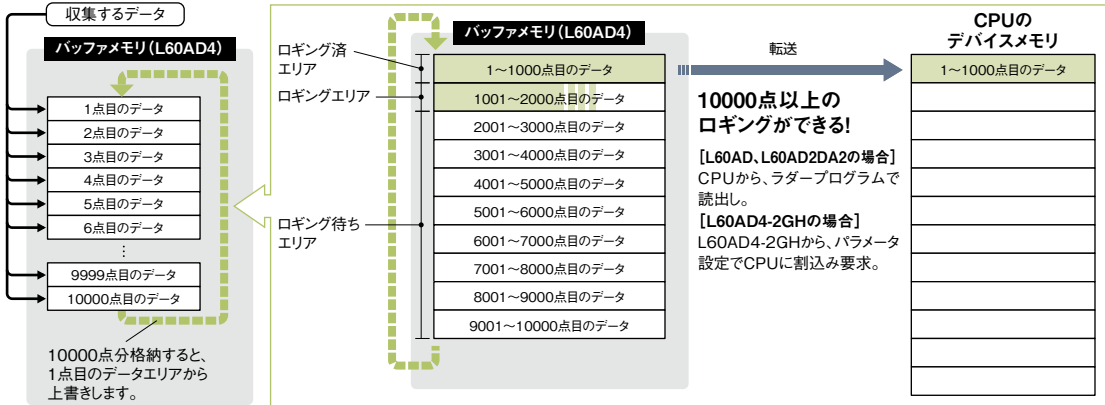 収集するデータ
バッファメモリ(L60AD4)
1点目のデータ
2点目のデータ
3点目のデータ
4点目のデータ
5点目のデータ
6点目のデータ
⋮
9999点目のデータ
10000点目のデータ
10000点分格納すると、
1点目のデータエリアから
上書きします。
ロギング済
エリア
ロギングエリア
ロギング待ち
エリア
バッファメモリ(L60AD4)
1～1000点目のデータ
1001～2000点目のデータ
2001～3000点目のデータ
3001～4000点目のデータ
4001～5000点目のデータ
5001～6000点目のデータ
6001～7000点目のデータ
7001～8000点目のデータ
8001～9000点目のデータ
9001～10000点目のデータ
転送
10000点以上の
ロギングができる!
[L60AD、L60AD2DA2の場合]
CPUから、ラダープログラムで
読出し。
[L60AD4-2GHの場合]
L60AD4-2GHから、パラメータ
設定でCPUに割込み要求。
CPUの
デバイスメモリ
1～1000点目のデータ